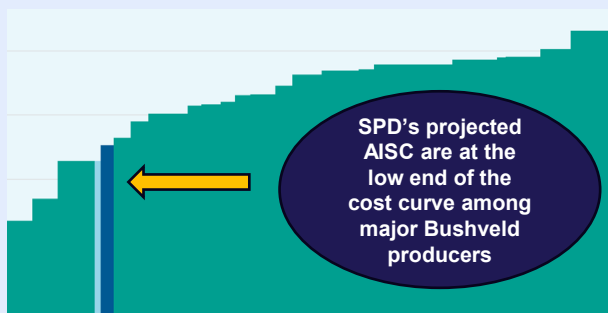 SPD's projected
AISC are at the
low end of the
cost curve among
major Bushveld
producers